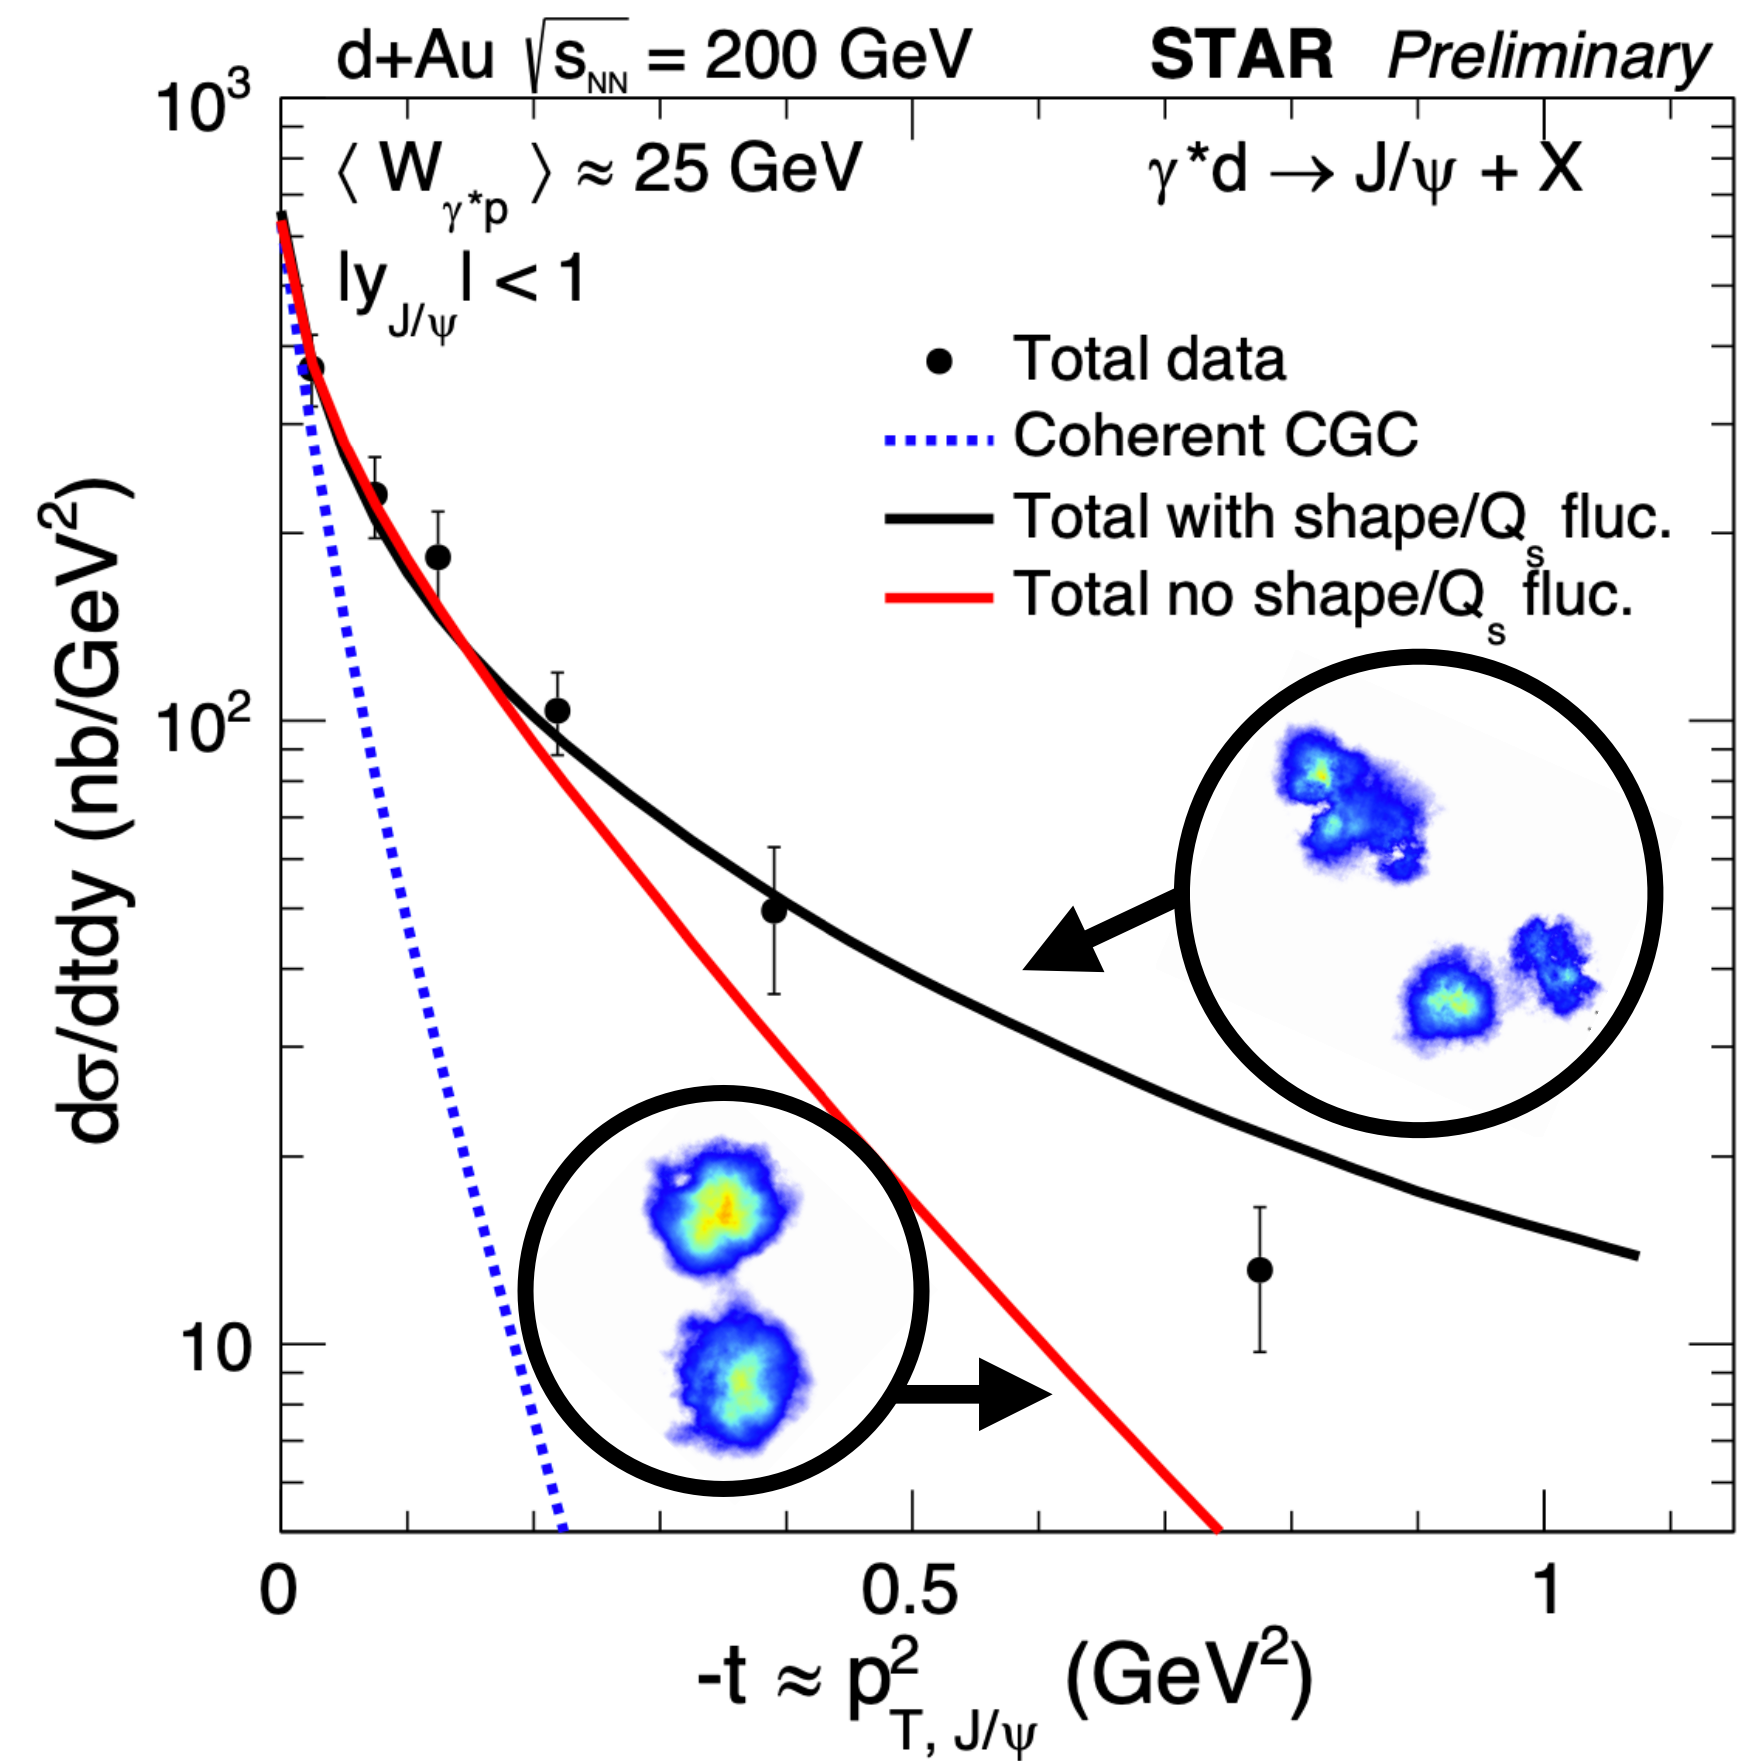 d+Au √s_NN = 200 GeV STAR Preliminary
⟨ W_γ*p ⟩ ≈ 25 GeV γ*d → J/ψ + X
|y_J/ψ| < 1
Total data
Coherent CGC
Total with shape/Q_s fluc.
Total no shape/Q_s fluc.
10³
10²
10
dσ/dtdy (nb/GeV²)
0 0.5 1
-t ≈ p²_T, J/ψ (GeV²)